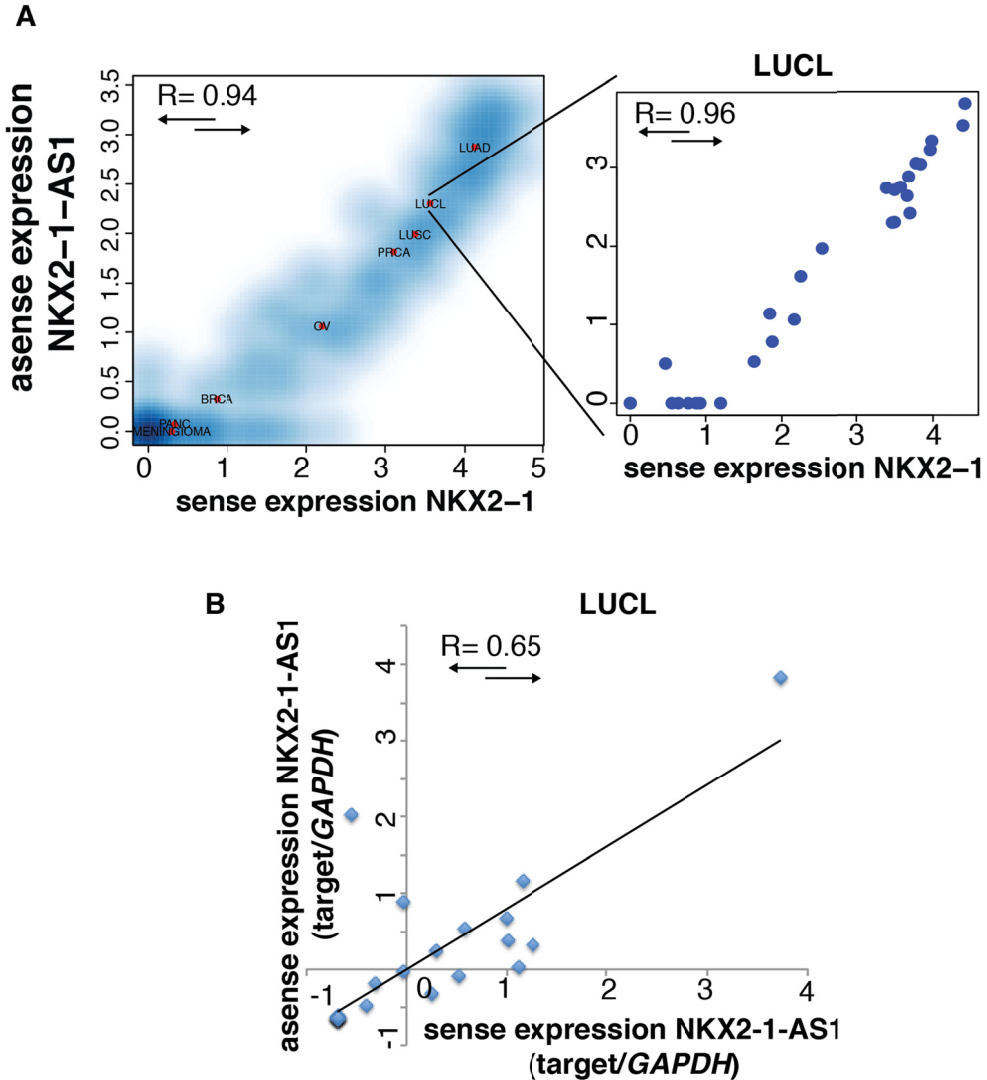 A
asense expression
NKX2−1−AS1
R= 0.94
3.5
3.0
2.5
2.0
1.5
1.0
0.5
0.0
LUAD
LUCL
LUSC
PRCA
OV
BRCA
PANC
MENINGIOMA
0 1 2 3 4 5
sense expression NKX2−1
LUCL
R= 0.96
3
2
1
0
0 1 2 3 4
sense expression NKX2−1
B
LUCL
asense expression NKX2-1-AS1
(target/GAPDH)
R= 0.65
4
3
2
1
-1
-1 0 1 2 3 4
sense expression NKX2-1-AS1
(target/GAPDH)